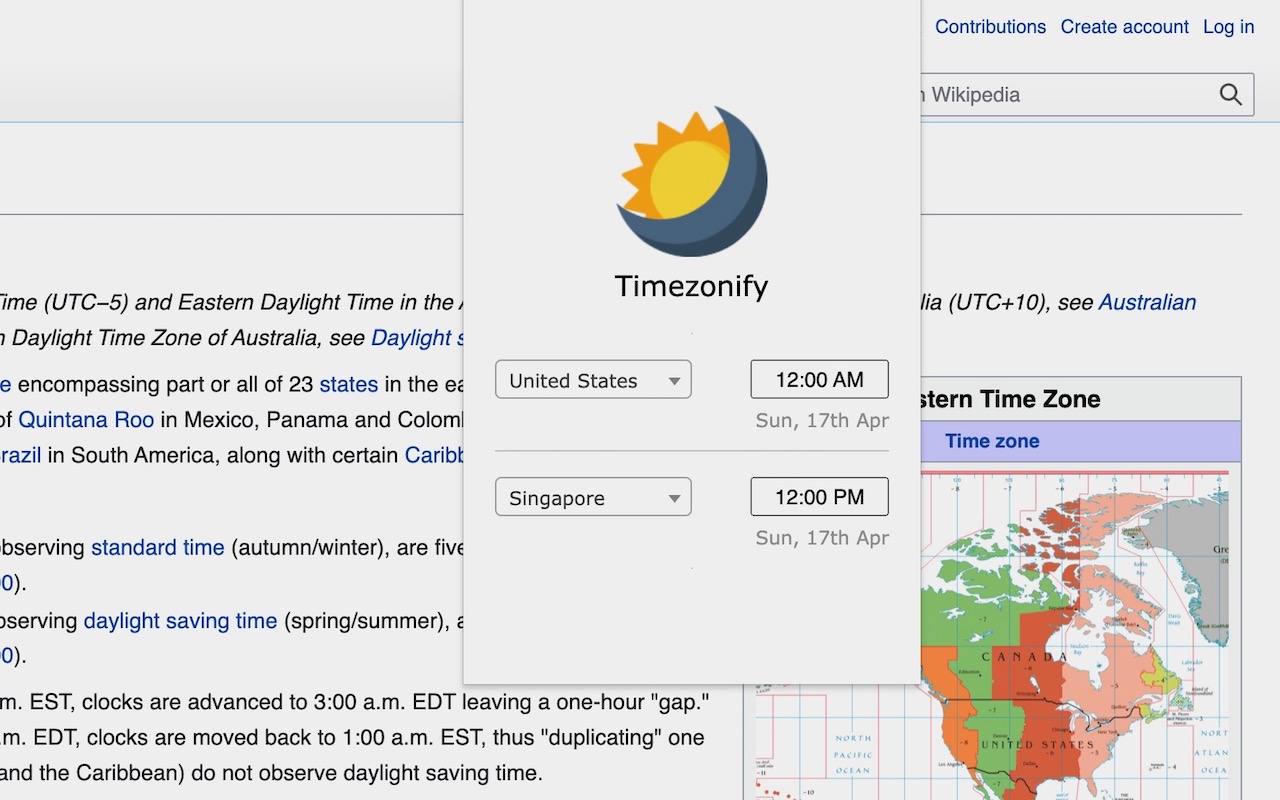 Contributions Create account Log in
Wikipedia
Timezonify
Time (UTC−5) and Eastern Daylight Time in the
lia (UTC+10), see Australian
Daylight Time Zone of Australia, see Daylight s
e encompassing part or all of 23 states in the ea
of Quintana Roo in Mexico, Panama and Colom
razil in South America, along with certain Caribb
United States 12:00 AM
Sun, 17th Apr
Singapore 12:00 PM
Sun, 17th Apr
stern Time Zone
Time zone
observing standard time (autumn/winter), are five
0).
observing daylight saving time (spring/summer), a
0).
m. EST, clocks are advanced to 3:00 a.m. EDT leaving a one-hour "gap."
.m. EDT, clocks are moved back to 1:00 a.m. EST, thus "duplicating" one
and the Caribbean) do not observe daylight saving time.
CANADA
UNITED STATES
NORTH
PACIFIC
OCEAN